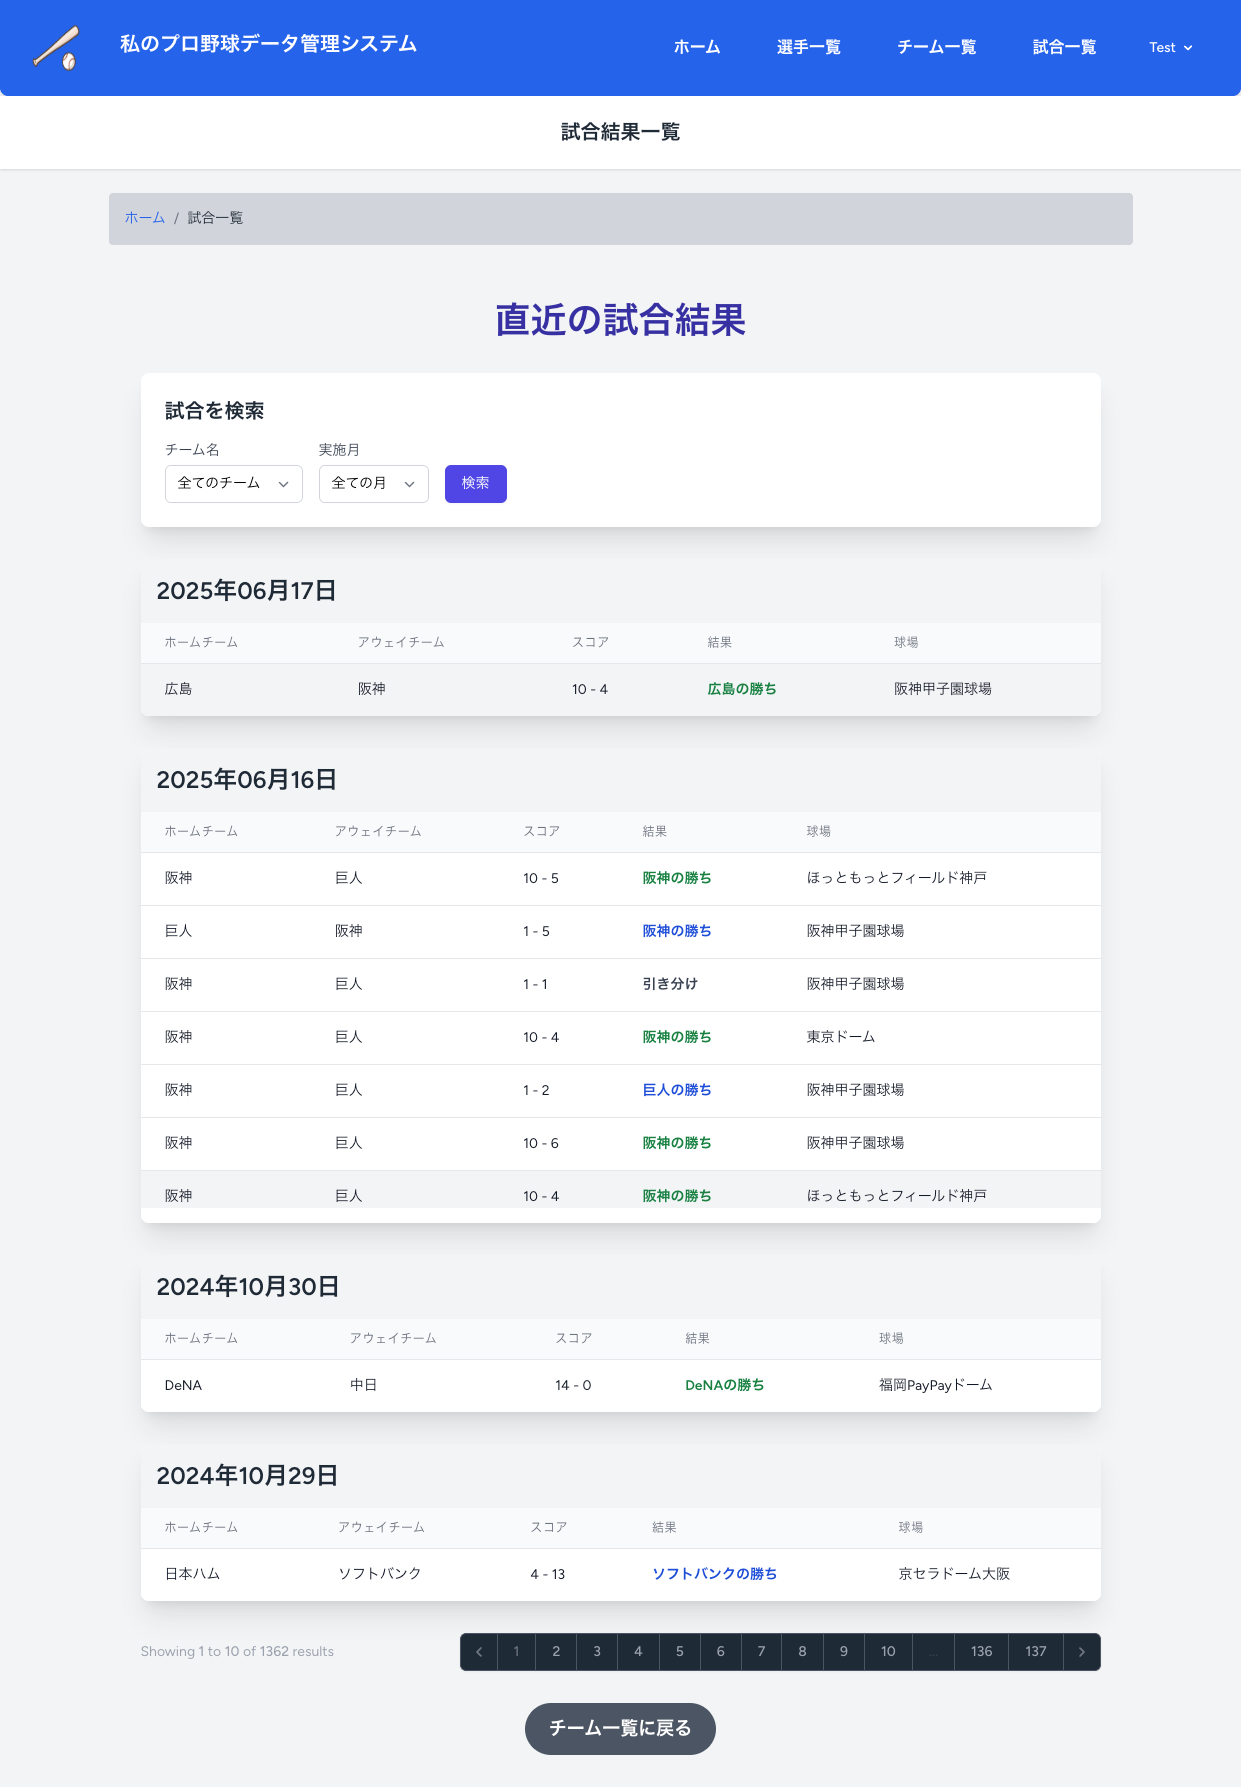 私のプロ野球データ管理システム ホーム 選手一覧 チーム一覧 試合一覧 Test
試合結果一覧
ホーム / 試合一覧
直近の試合結果
試合を検索
チーム名 実施月
全てのチーム 全ての月 検索
2025年06月17日
ホームチーム アウェイチーム スコア 結果 球場
広島 阪神 10 - 4 広島の勝ち 阪神甲子園球場
2025年06月16日
ホームチーム アウェイチーム スコア 結果 球場
阪神 巨人 10 - 5 阪神の勝ち ほっともっとフィールド神戸
巨人 阪神 1 - 5 阪神の勝ち 阪神甲子園球場
阪神 巨人 1 - 1 引き分け 阪神甲子園球場
阪神 巨人 10 - 4 阪神の勝ち 東京ドーム
阪神 巨人 1 - 2 巨人の勝ち 阪神甲子園球場
阪神 巨人 10 - 6 阪神の勝ち 阪神甲子園球場
阪神 巨人 10 - 4 阪神の勝ち ほっともっとフィールド神戸
2024年10月30日
ホームチーム アウェイチーム スコア 結果 球場
DeNA 中日 14 - 0 DeNAの勝ち 福岡PayPayドーム
2024年10月29日
ホームチーム アウェイチーム スコア 結果 球場
日本ハム ソフトバンク 4 - 13 ソフトバンクの勝ち 京セラドーム大阪
Showing 1 to 10 of 1362 results 1 2 3 4 5 6 7 8 9 10 ... 136 137
チーム一覧に戻る